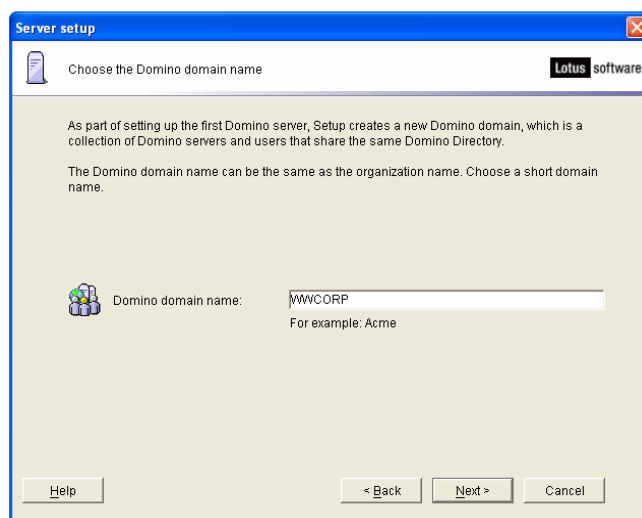 Server setup
Choose the Domino domain name
Lotus software
As part of setting up the first Domino server, Setup creates a new Domino domain, which is a
collection of Domino servers and users that share the same Domino Directory.
The Domino domain name can be the same as the organization name. Choose a short domain
name.
Domino domain name:
WWCORP
For example: Acme
Help
< Back
Next >
Cancel